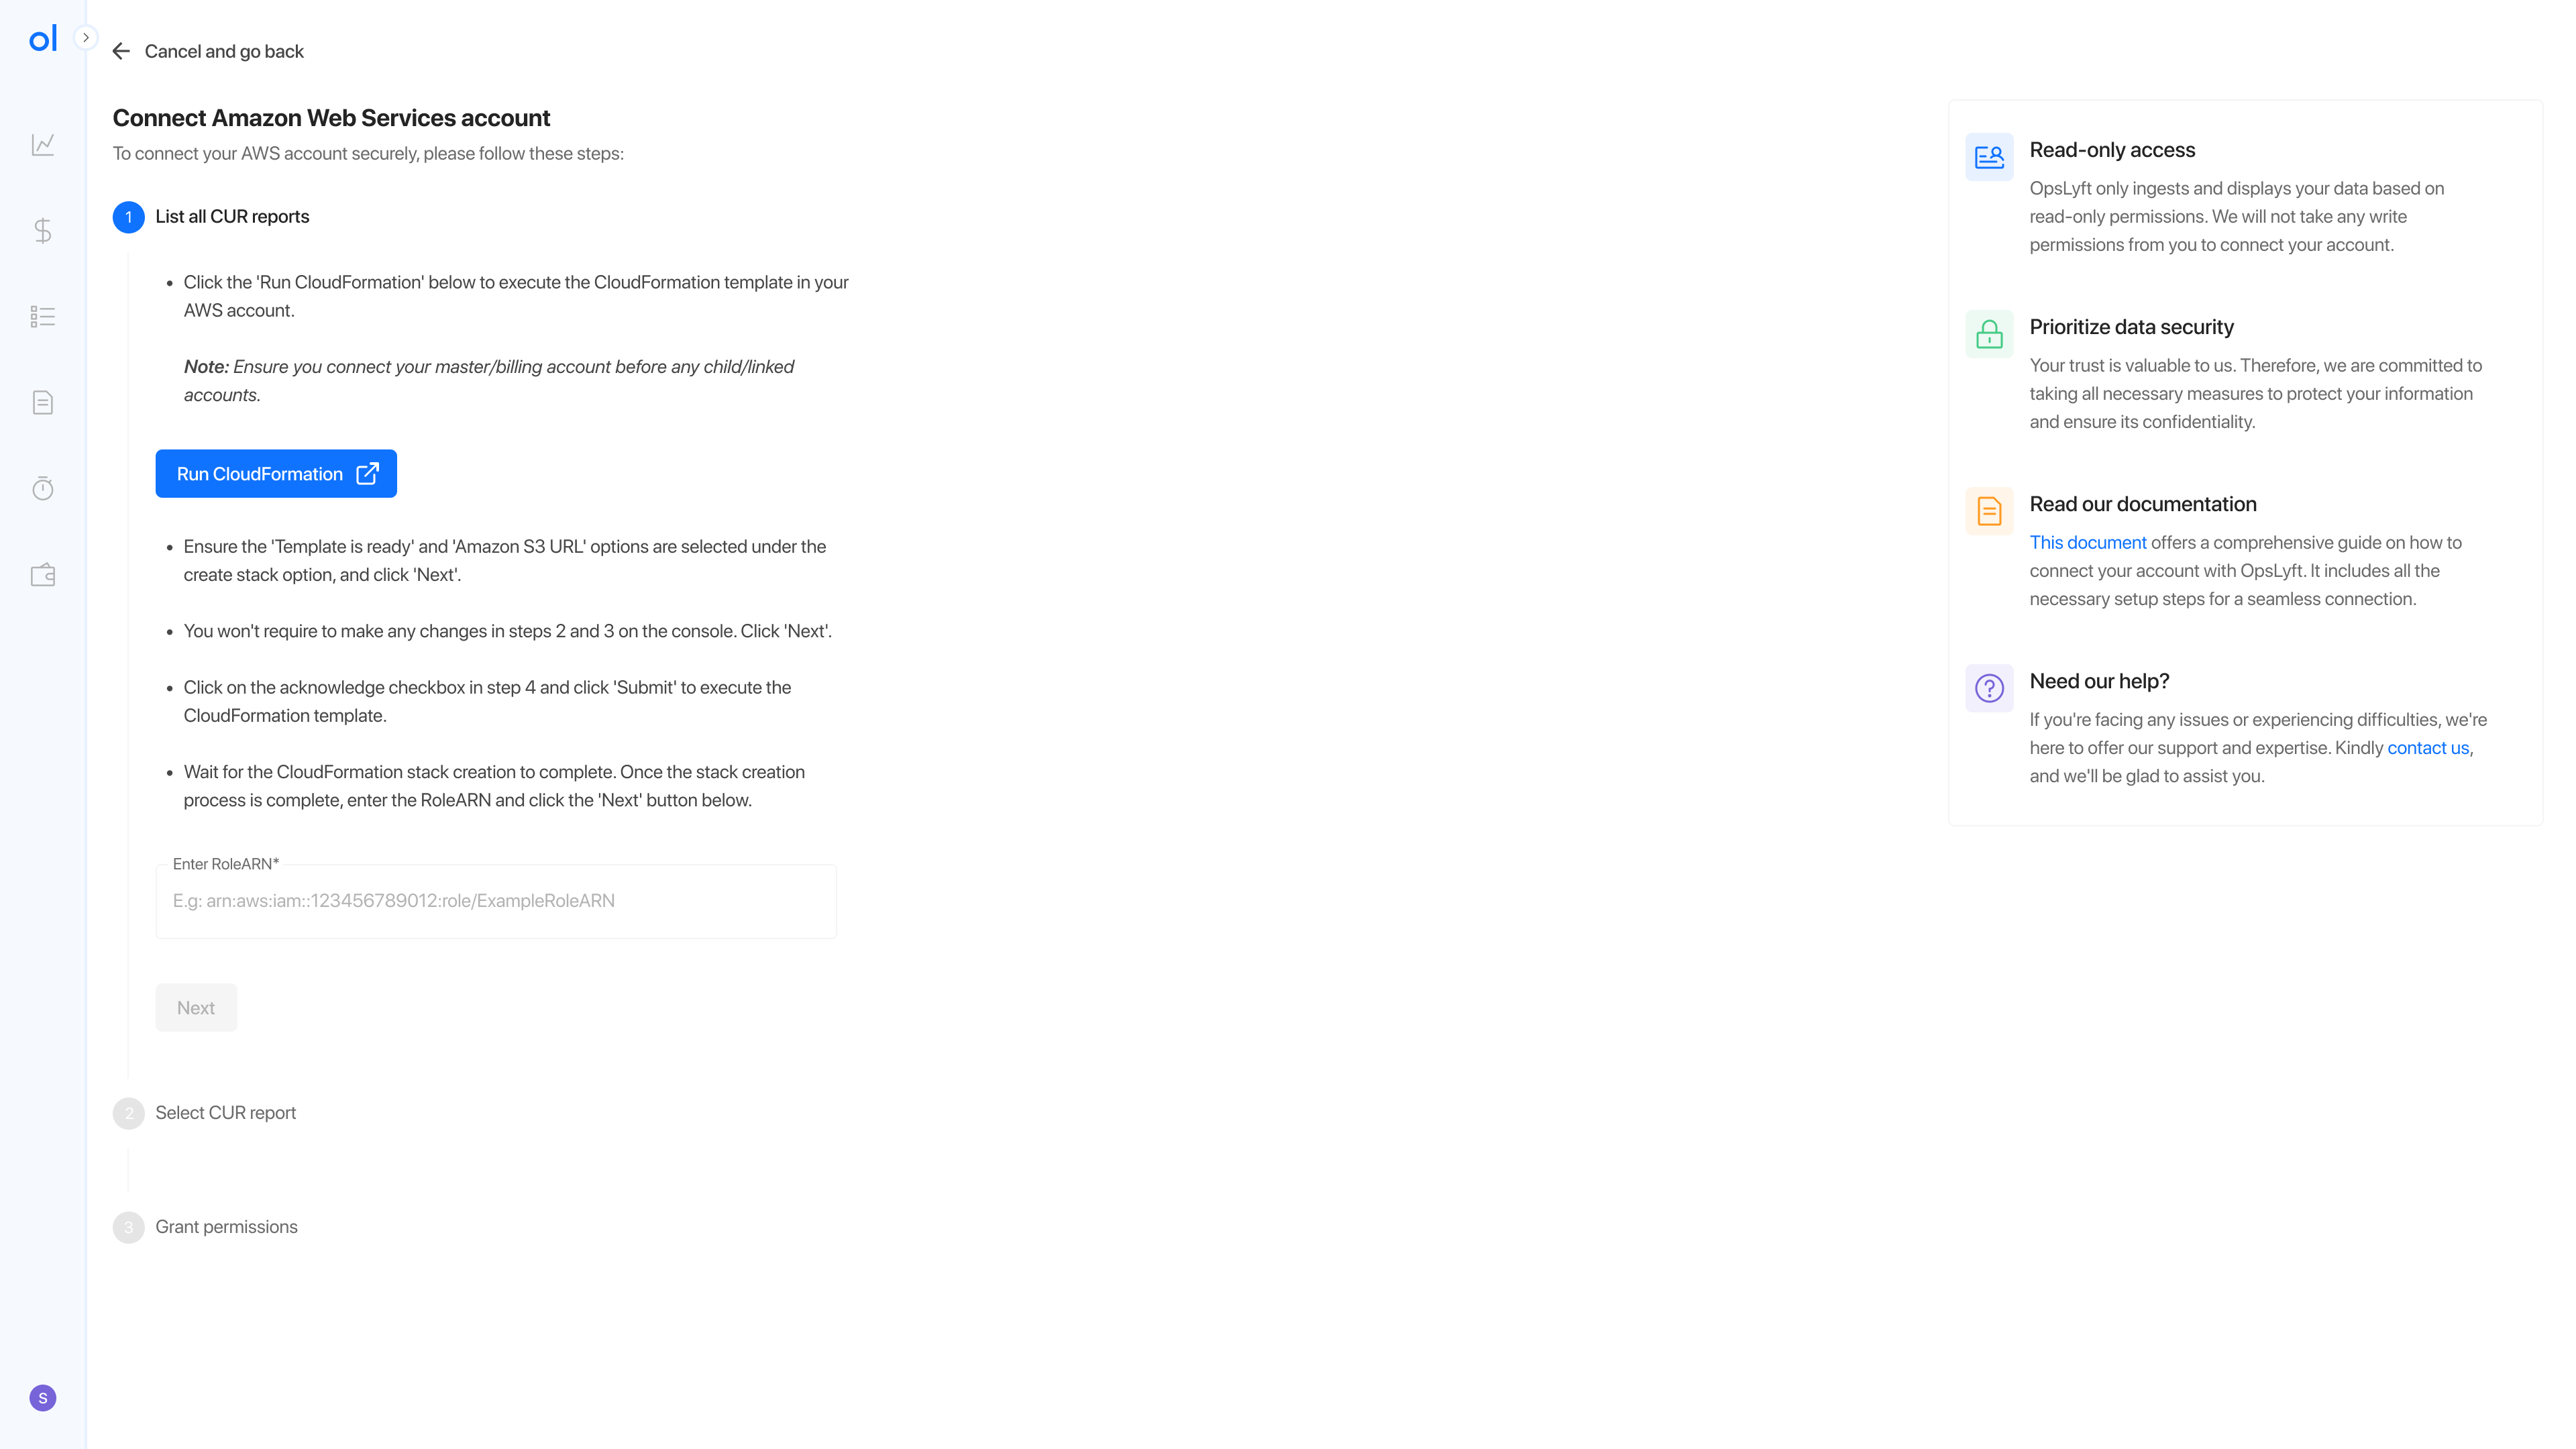 ol
Cancel and go back
Connect Amazon Web Services account
To connect your AWS account securely, please follow these steps:
1 List all CUR reports
• Click the 'Run CloudFormation' below to execute the CloudFormation template in your
AWS account.
Note: Ensure you connect your master/billing account before any child/linked
accounts.
Run CloudFormation
• Ensure the 'Template is ready' and 'Amazon S3 URL' options are selected under the
create stack option, and click 'Next'.
• You won't require to make any changes in steps 2 and 3 on the console. Click 'Next'.
• Click on the acknowledge checkbox in step 4 and click 'Submit' to execute the
CloudFormation template.
• Wait for the CloudFormation stack creation to complete. Once the stack creation
process is complete, enter the RoleARN and click the 'Next' button below.
Enter RoleARN*
E.g: arn:aws:iam::123456789012:role/ExampleRoleARN
Next
2 Select CUR report
3 Grant permissions
S
Read-only access
OpsLyft only ingests and displays your data based on
read-only permissions. We will not take any write
permissions from you to connect your account.
Prioritize data security
Your trust is valuable to us. Therefore, we are committed to
taking all necessary measures to protect your information
and ensure its confidentiality.
Read our documentation
This document offers a comprehensive guide on how to
connect your account with OpsLyft. It includes all the
necessary setup steps for a seamless connection.
Need our help?
If you're facing any issues or experiencing difficulties, we're
here to offer our support and expertise. Kindly contact us,
and we'll be glad to assist you.